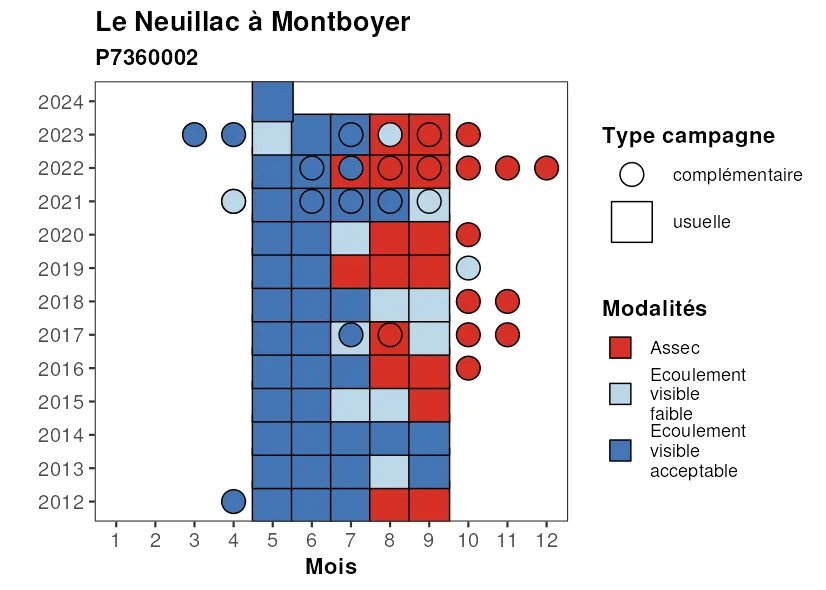 Le Neuillac à Montboyer
P7360002
2024
2023
2022
2021
2020
2019
2018
2017
2016
2015
2014
2013
2012
1 2 3 4 5 6 7 8 9 10 11 12
Mois
Type campagne
complémentaire
usuelle
Modalités
Assec
Ecoulement
visible
faible
Ecoulement
visible
acceptable